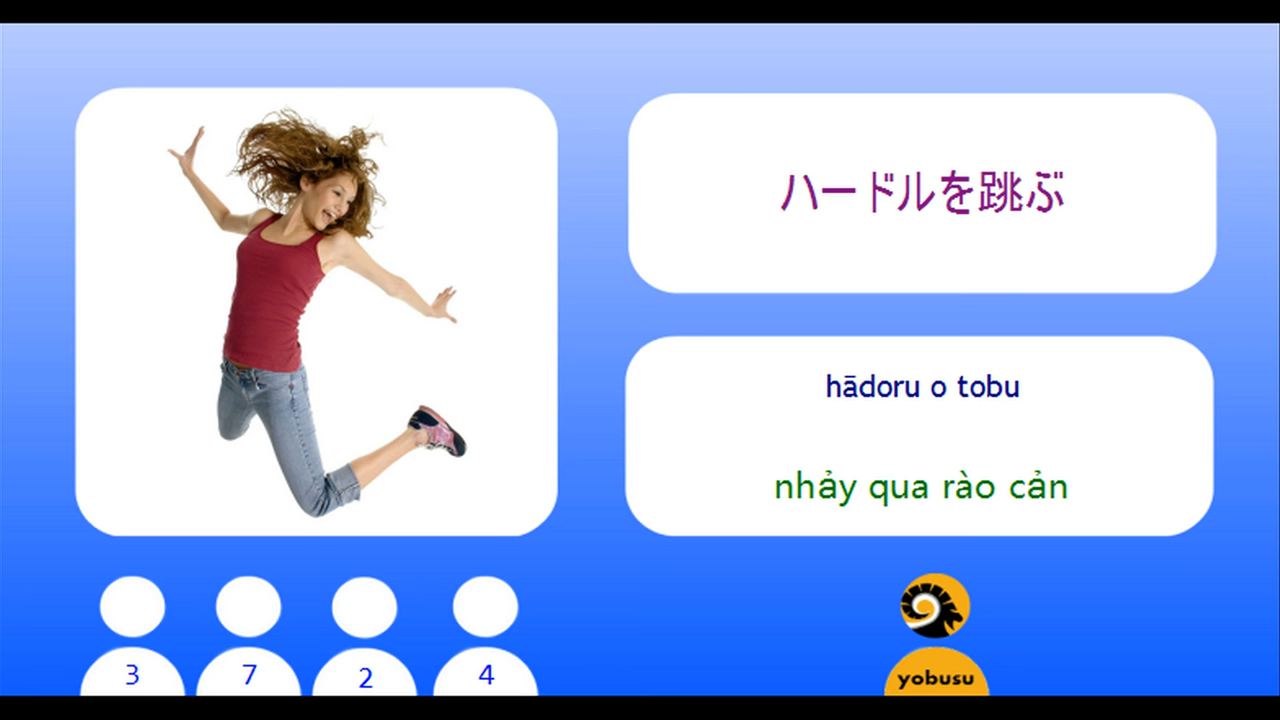 ハードルを跳ぶ
hādoru o tobu
nhảy qua rào cản
3 7 2 4
yobusu